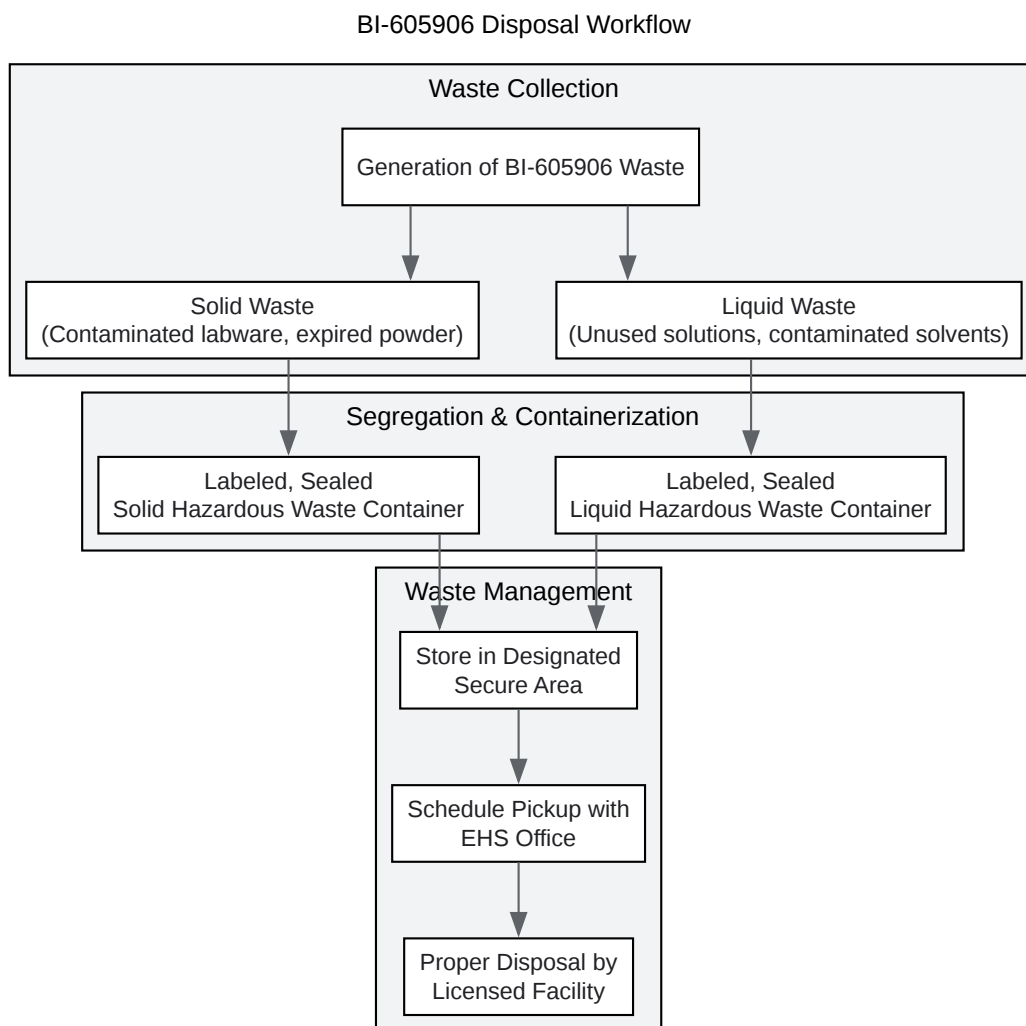 BI-605906 Disposal Workflow
Waste Collection
Generation of BI-605906 Waste
Solid Waste
(Contaminated labware, expired powder)
Liquid Waste
(Unused solutions, contaminated solvents)
Segregation & Containerization
Labeled, Sealed
Solid Hazardous Waste Container
Labeled, Sealed
Liquid Hazardous Waste Container
Waste Management
Store in Designated
Secure Area
Schedule Pickup with
EHS Office
Proper Disposal by
Licensed Facility